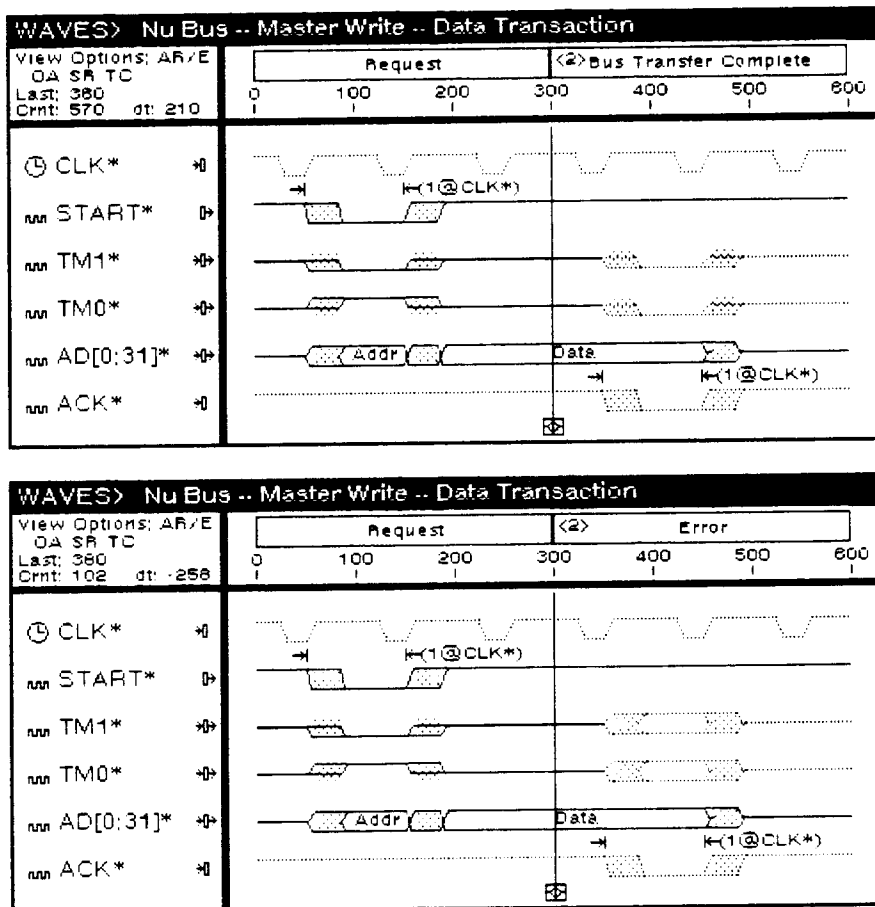 WAVES> Nu Bus -- Master Write -- Data Transaction
View Options: AR/E
OA SR TC
Last: 360
Crnt: 570 dt: 210
Request
<2>Bus Transfer Complete
0 100 200 300 400 500 600
CLK*
(1@CLK*)
START*
TM1*
TM0*
AD[0:31]*
Addr
Data
(1@CLK*)
ACK*
WAVES> Nu Bus -- Master Write -- Data Transaction
View Options: AR/E
OA SR TC
Last: 360
Crnt: 102 dt: -258
Request
<2> Error
0 100 200 300 400 500 600
CLK*
(1@CLK*)
START*
TM1*
TM0*
AD[0:31]*
Addr
Data
(1@CLK*)
ACK*